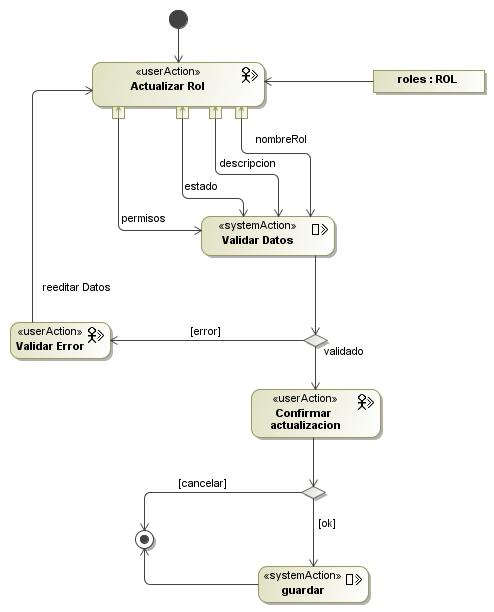 «userAction»
Actualizar Rol
roles : ROL
nombreRol
descripcion
estado
permisos
«systemAction»
Validar Datos
reeditar Datos
«userAction»
Validar Error
[error]
validado
«userAction»
Confirmar
actualizacion
[cancelar]
[ok]
«systemAction»
guardar